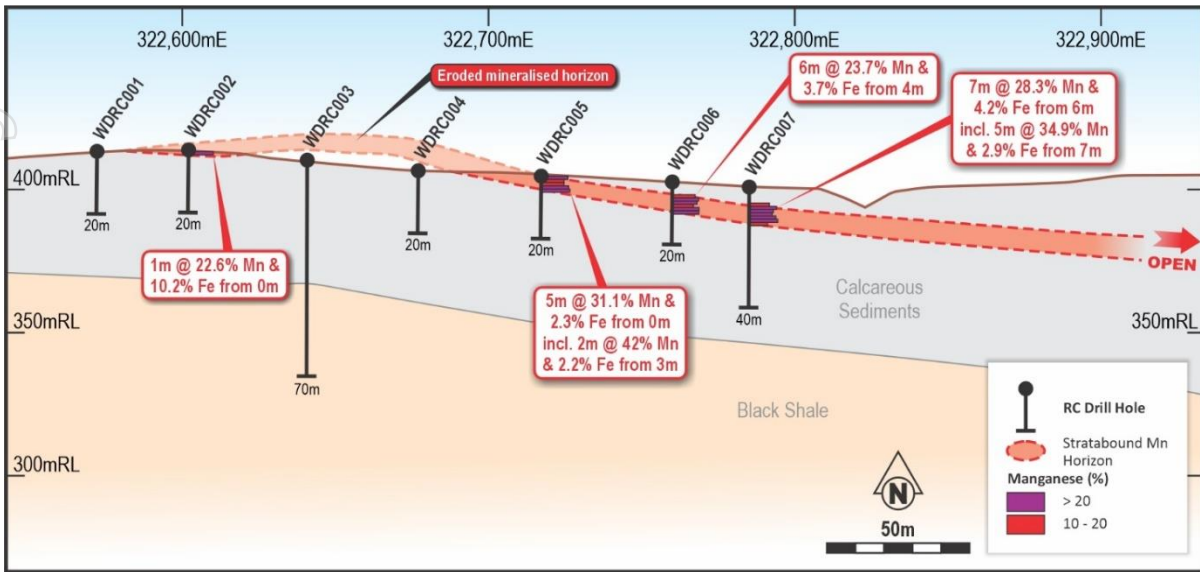 322,600mE
322,700mE
322,800mE
322,900mE
WDRC001
WDRC002
WDRC003
WDRC004
WDRC005
WDRC006
WDRC007
Eroded mineralised horizon
6m @ 23.7% Mn &
3.7% Fe from 4m
7m @ 28.3% Mn &
4.2% Fe from 6m
incl. 5m @ 34.9% Mn
& 2.9% Fe from 7m
400mRL
20m
20m
20m
20m
20m
1m @ 22.6% Mn &
10.2% Fe from 0m
5m @ 31.1% Mn &
2.3% Fe from 0m
incl. 2m @ 42% Mn
& 2.2% Fe from 3m
OPEN
Calcareous
Sediments
40m
350mRL
350mRL
70m
Black Shale
300mRL
N
50m
RC Drill Hole
Stratabound Mn
Horizon
Manganese (%)
> 20
10 - 20